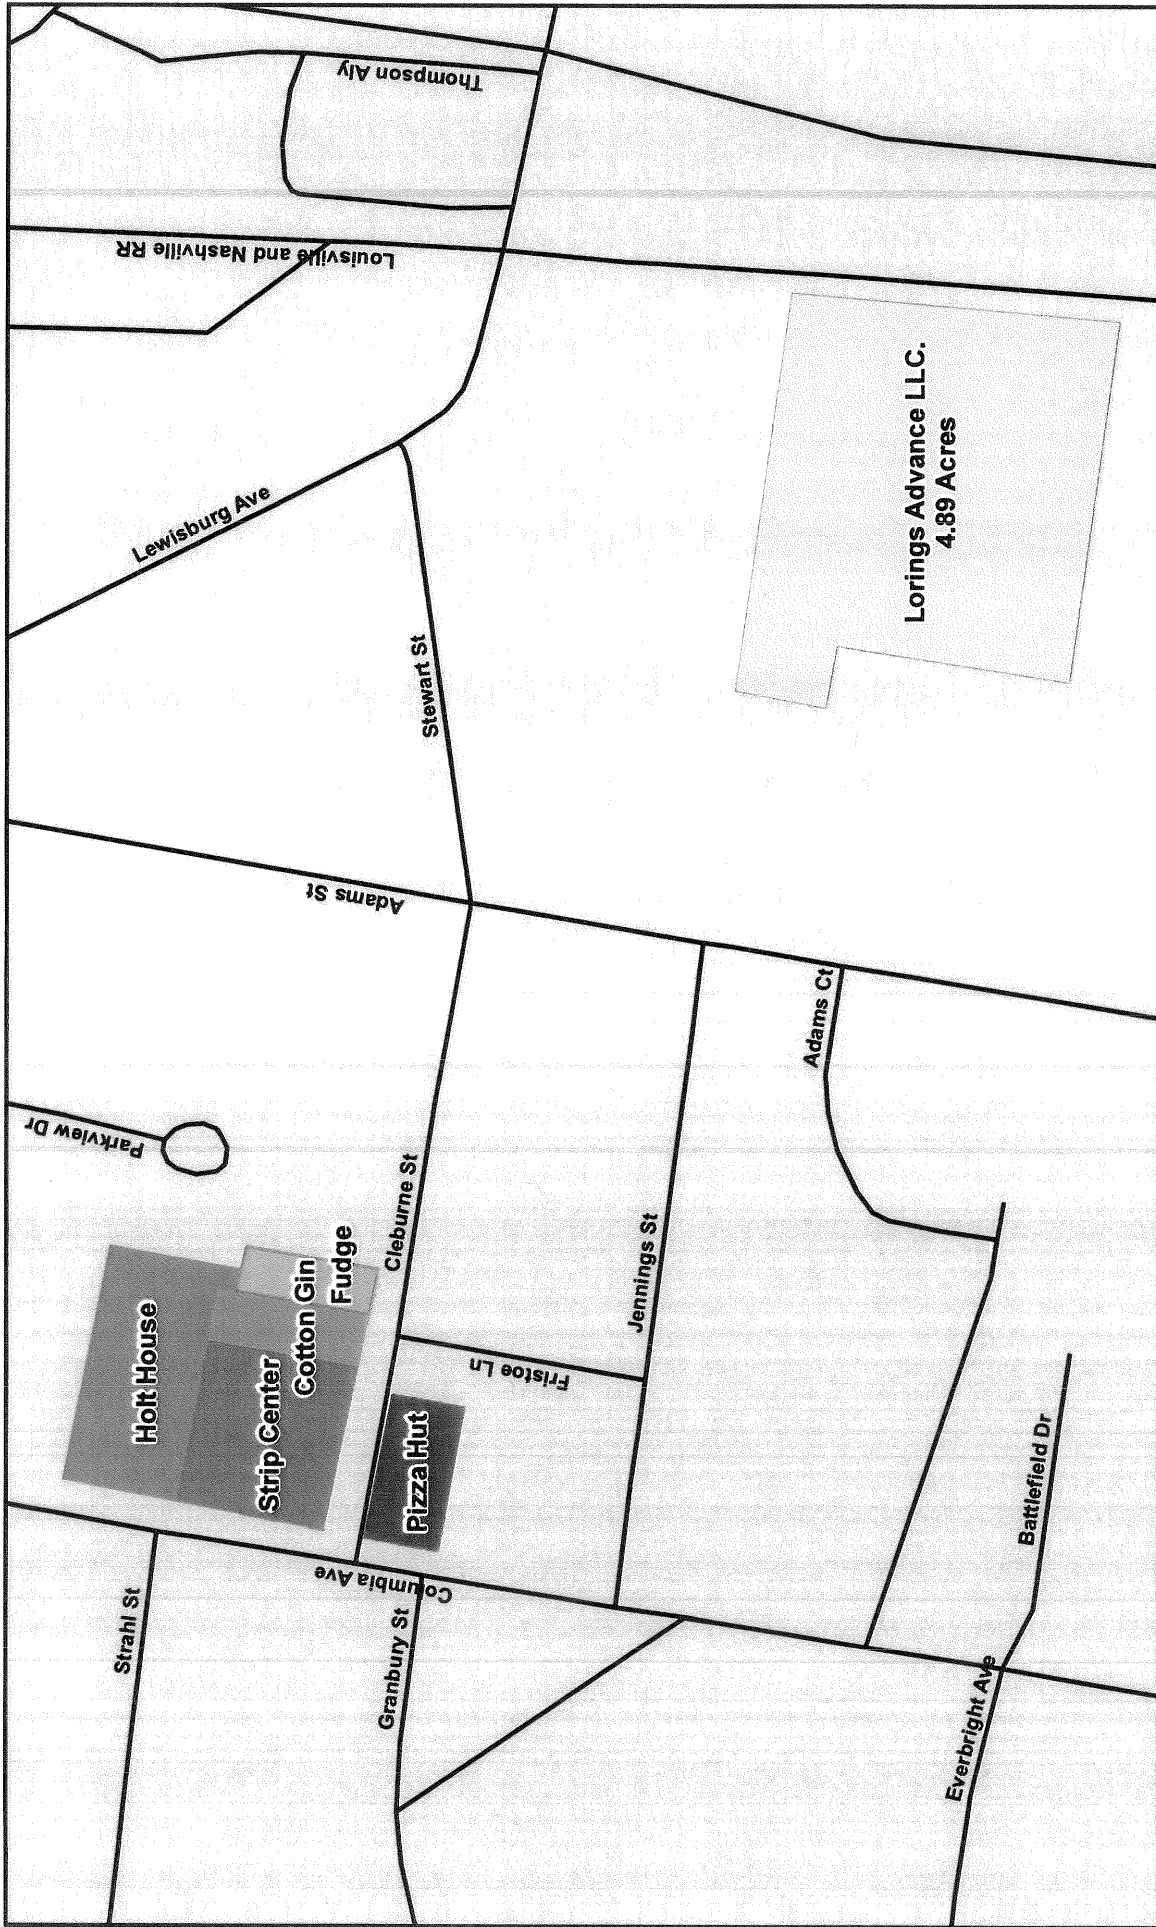 Strahl St
Granbury St
Columbia Ave
Everbright Ave
Battlefield Dr
Holt House
Strip Center
Cotton Gin
Fudge
Pizza Hut
Fristoe Ln
Cleburne St
Jennings St
Parkview Dr
Adams Ct
Adams St
Stewart St
Lewisburg Ave
Lorings Advance LLC.
4.89 Acres
Louisville and Nashville RR
Thompson Aly